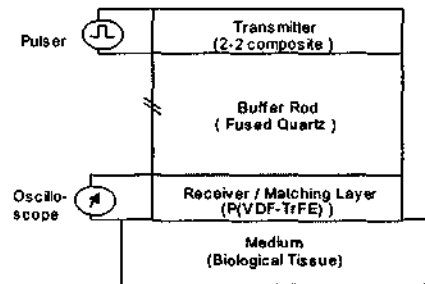 Transmitter
(2-2 composite )
Pulser
Buffer Rod
( Fused Quartz )
Receiver / Matching Layer
(P(VDF-TrFE) )
Oscillo-
scope
Medium
(Biological Tissue)